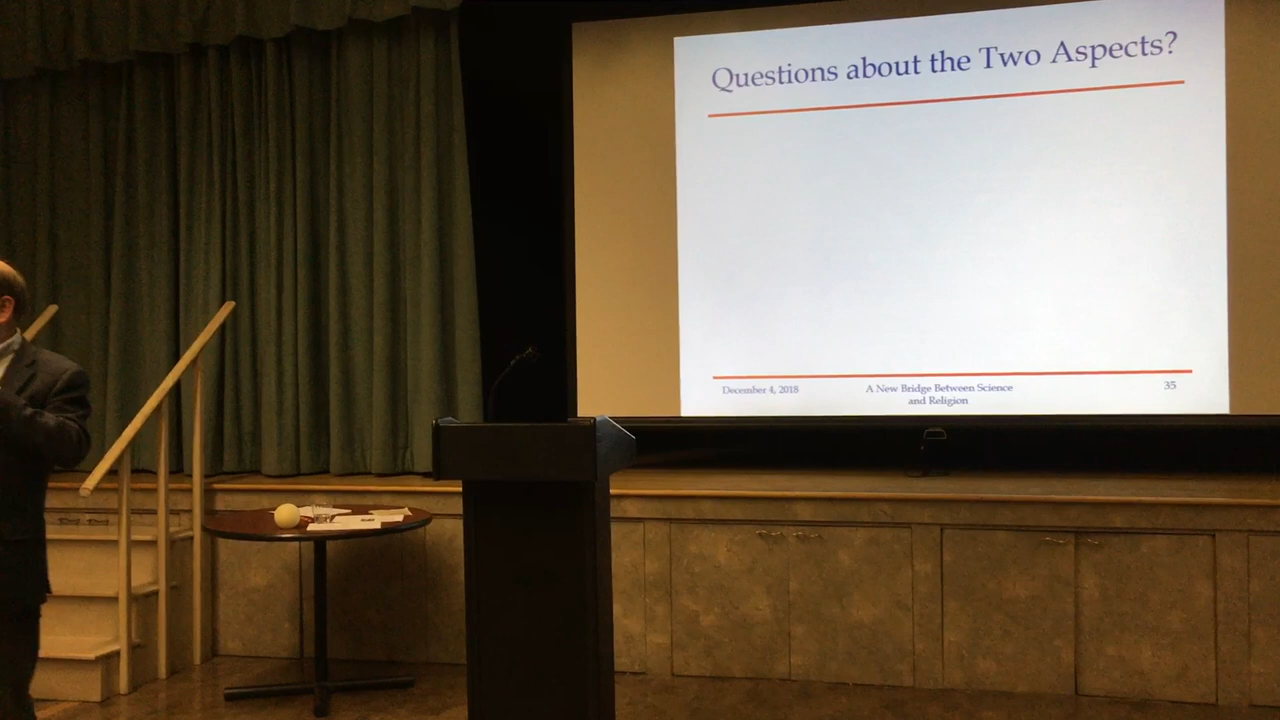 Questions about the Two Aspects?
December 4, 2018
A New Bridge Between Science
and Religion
35